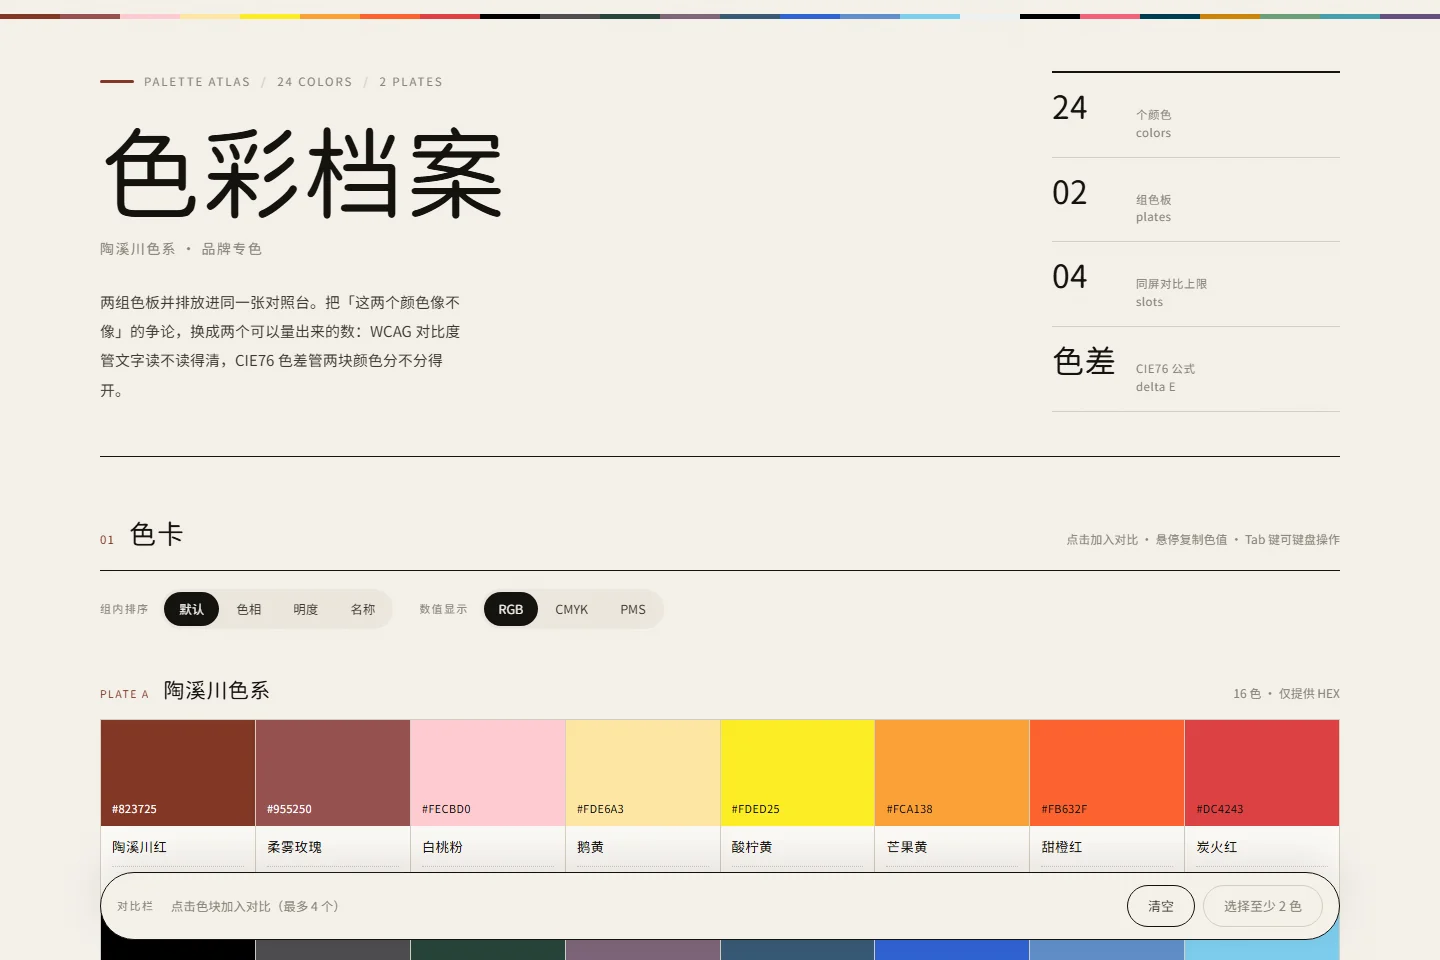 PALETTE ATLAS / 24 COLORS / 2 PLATES
色彩档案
陶溪川色系 · 品牌专色
两组色板并排放进同一张对照台。把「这两个颜色像不
像」的争论，换成两个可以量出来的数：WCAG 对比度
管文字读不读得清，CIE76 色差管两块颜色分不分得
开。
24
个颜色
colors
02
组色板
plates
04
同屏对比上限
slots
色差
CIE76 公式
delta E
01 色卡
点击加入对比 · 悬停复制色值 · Tab 键可键盘操作
组内排序 默认 色相 明度 名称 数值显示 RGB CMYK PMS
PLATE A 陶溪川色系
16 色 · 仅提供 HEX
#823725 #955250 #FECBD0 #FDE6A3 #FDED25 #FCA138 #FB632F #DC4243
陶溪川红 柔雾玫瑰 白桃粉 鹅黄 酸柠黄 芒果黄 甜橙红 炭火红
对比栏 点击色块加入对比（最多 4 个） 清空 选择至少 2 色